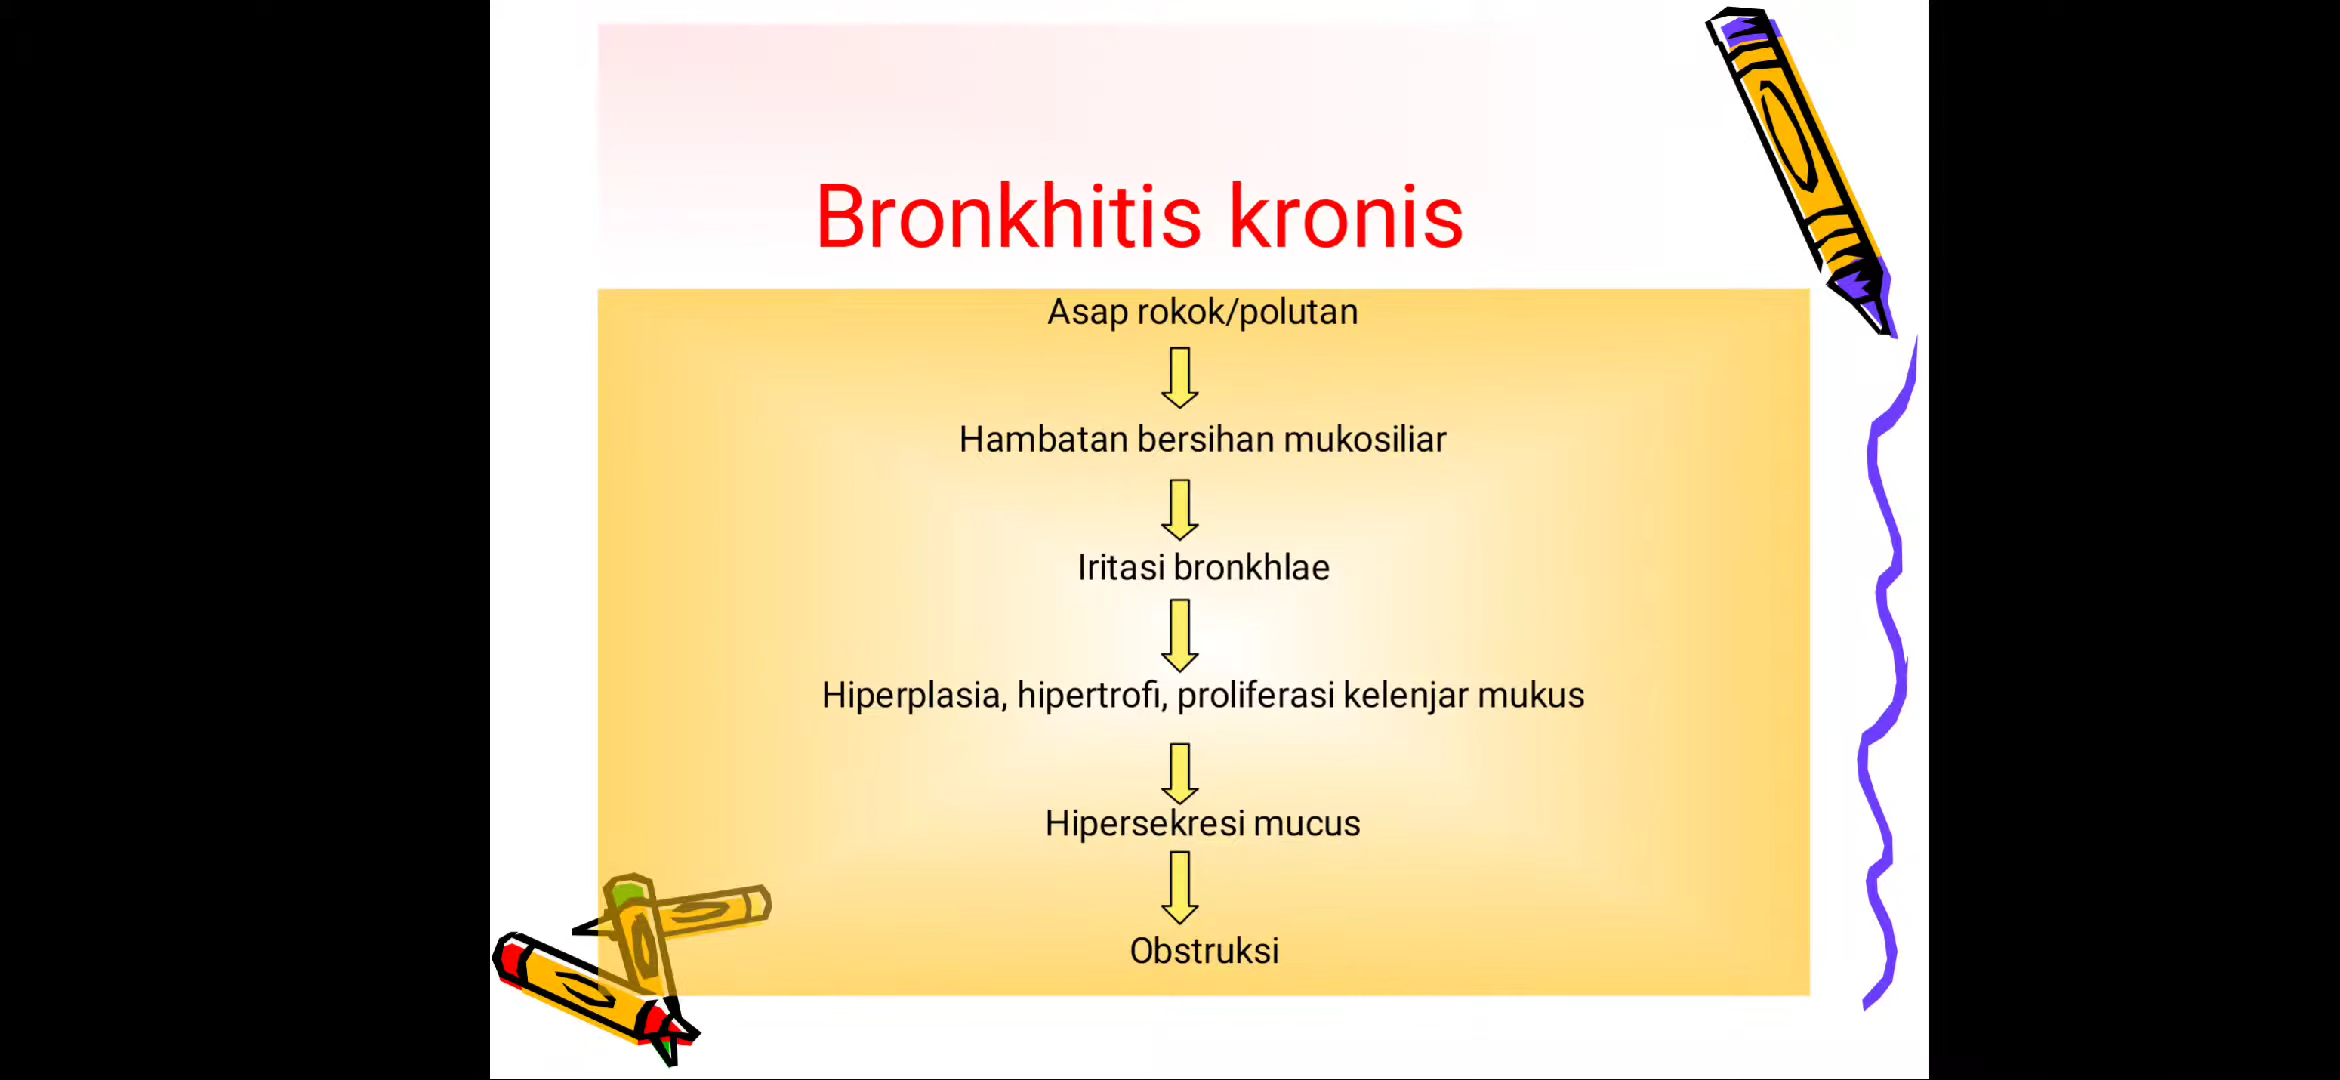 Bronkhitis kronis
Asap rokok/polutan
Hambatan bersihan mukosiliar
Iritasi bronkhlae
Hiperplasia, hipertrofi, proliferasi kelenjar mukus
Hipersekresi mucus
Obstruksi